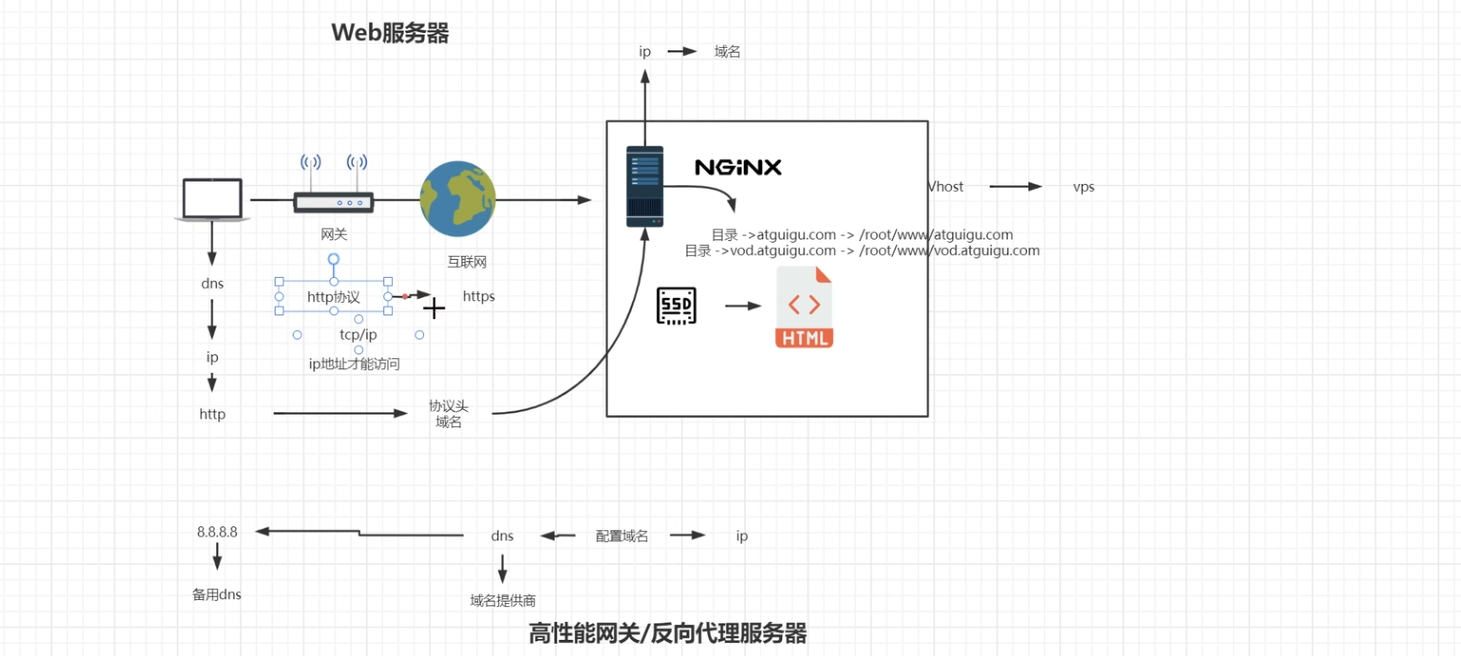 Web服务器
ip
域名
NGINX
Vhost
vps
网关
目录 ->atguigu.com -> /root/www/atguigu.com
目录 ->vod.atguigu.com -> /root/www/vod.atguigu.com
互联网
dns
http协议
https
SSD
HTML
tcp/ip
ip
ip地址才能访问
http
协议头
域名
8.8.8.8
dns
配置域名
ip
备用dns
域名提供商
高性能网关/反向代理服务器